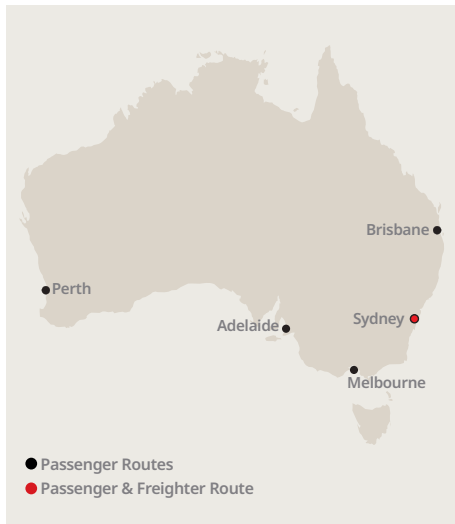 Brisbane
Perth
Sydney
Adelaide
Melbourne
Passenger Routes
Passenger & Freighter Route